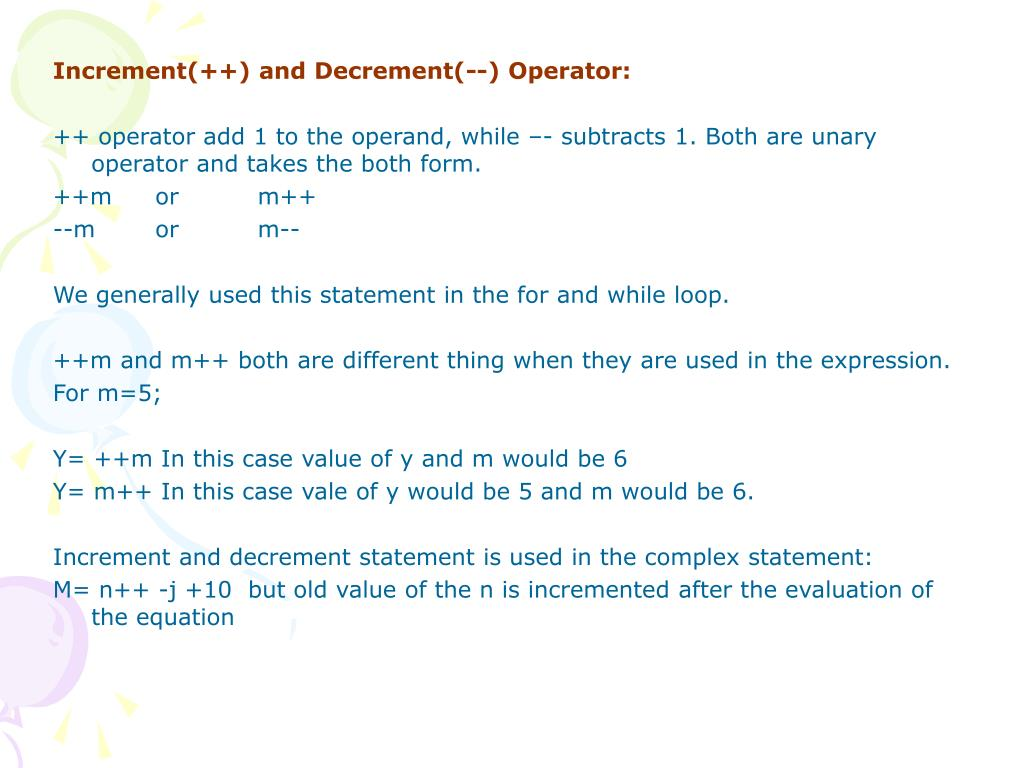 Increment(++) and Decrement(--) Operator:
++ operator add 1 to the operand, while –- subtracts 1. Both are unary
operator and takes the both form.
++m or m++
--m or m--
We generally used this statement in the for and while loop.
++m and m++ both are different thing when they are used in the expression.
For m=5;
Y= ++m In this case value of y and m would be 6
Y= m++ In this case vale of y would be 5 and m would be 6.
Increment and decrement statement is used in the complex statement:
M= n++ -j +10 but old value of the n is incremented after the evaluation of
the equation